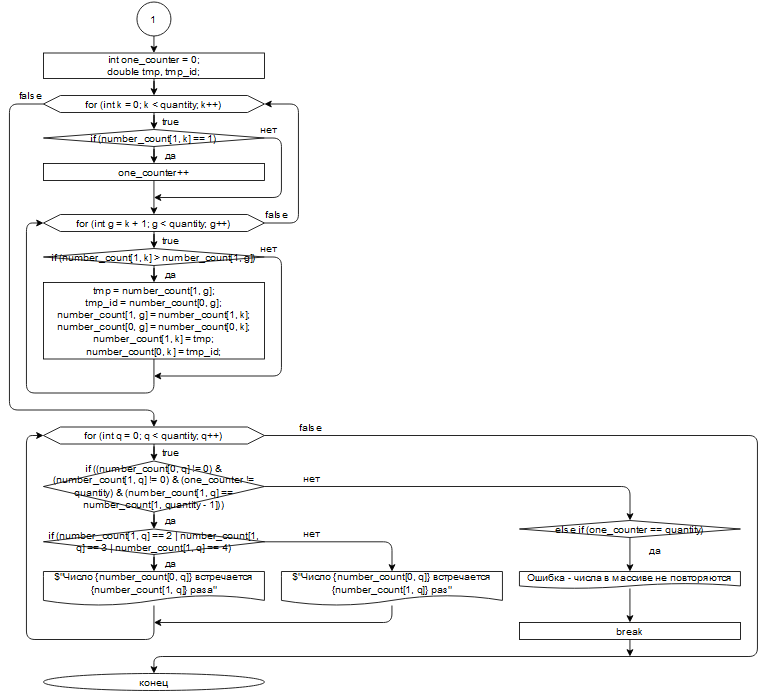 1
int one_counter = 0;
double tmp, tmp_id;
false
for (int k = 0; k < quantity; k++)
true
нет
if (number_count[1, k] == 1)
да
one_counter++
false
for (int g = k + 1; g < quantity; g++)
true
нет
if (number_count[1, k] > number_count[1, g])
да
tmp = number_count[1, g];
tmp_id = number_count[0, g];
number_count[1, g] = number_count[1, k];
number_count[0, g] = number_count[0, k];
number_count[1, k] = tmp;
number_count[0, k] = tmp_id;
false
for (int q = 0; q < quantity; q++)
true
if ((number_count[0, q] != 0) &
(number_count[1, q] != 0) & (one_counter !=
quantity) & (number_count[1, q] ==
number_count[1, quantity - 1]))
нет
да
else if (one_counter == quantity)
да
if (number_count[1, q] == 2 | number_count[1,
q] == 3 | number_count[1, q] == 4)
нет
да
$"Число {number_count[0, q]} встречается
{number_count[1, q]} раза"
$"Число {number_count[0, q]} встречается
{number_count[1, q]} раз"
Ошибка - числа в массиве не повторяются
break
конец